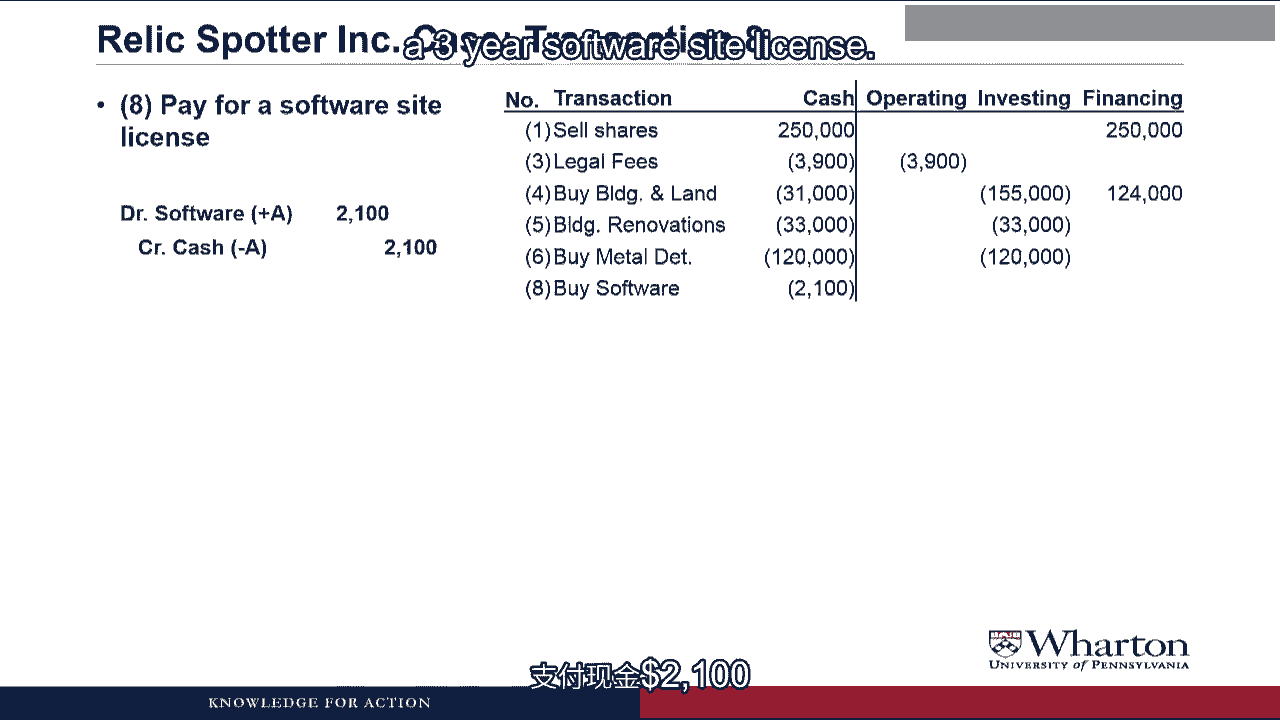 Relic Spotter Inc. Case: Transaction 8
a 3 year software site license.
• (8) Pay for a software site
license
Dr. Software (+A) 2,100
Cr. Cash (-A) 2,100
No. Transaction Cash Operating Investing Financing
(1) Sell shares 250,000 250,000
(3) Legal Fees (3,900) (3,900)
(4) Buy Bldg. & Land (31,000) (155,000) 124,000
(5) Bldg. Renovations (33,000) (33,000)
(6) Buy Metal Det. (120,000) (120,000)
(8) Buy Software (2,100)
Wharton
UNIVERSITY of PENNSYLVANIA
支付现金$2,100
KNOWLEDGE FOR ACTION